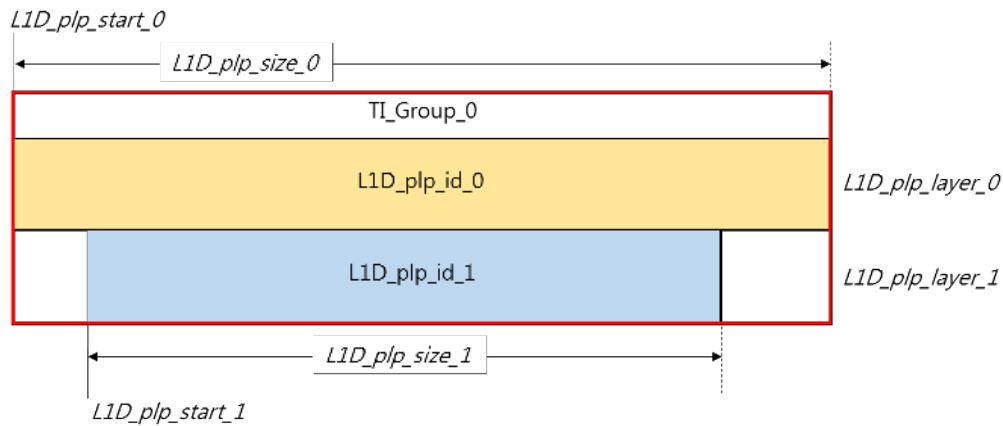 L1D_plp_start_0
L1D_plp_size_0
TI_Group_0
L1D_plp_id_0
L1D_plp_layer_0
L1D_plp_id_1
L1D_plp_layer_1
L1D_plp_size_1
L1D_plp_start_1